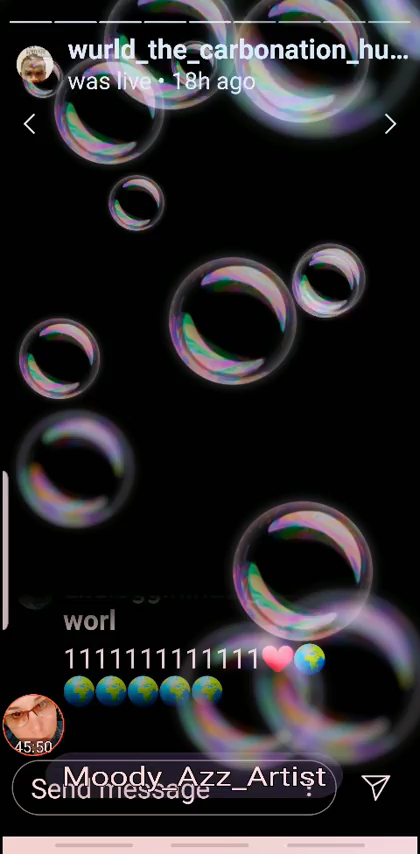 wurld_the_carbonation_hu...
was live • 18h ago
worl
1111111111111❤️🌍
🌍🌍🌍🌍🌍
45:50
Moody_Azz_Artist
Send message